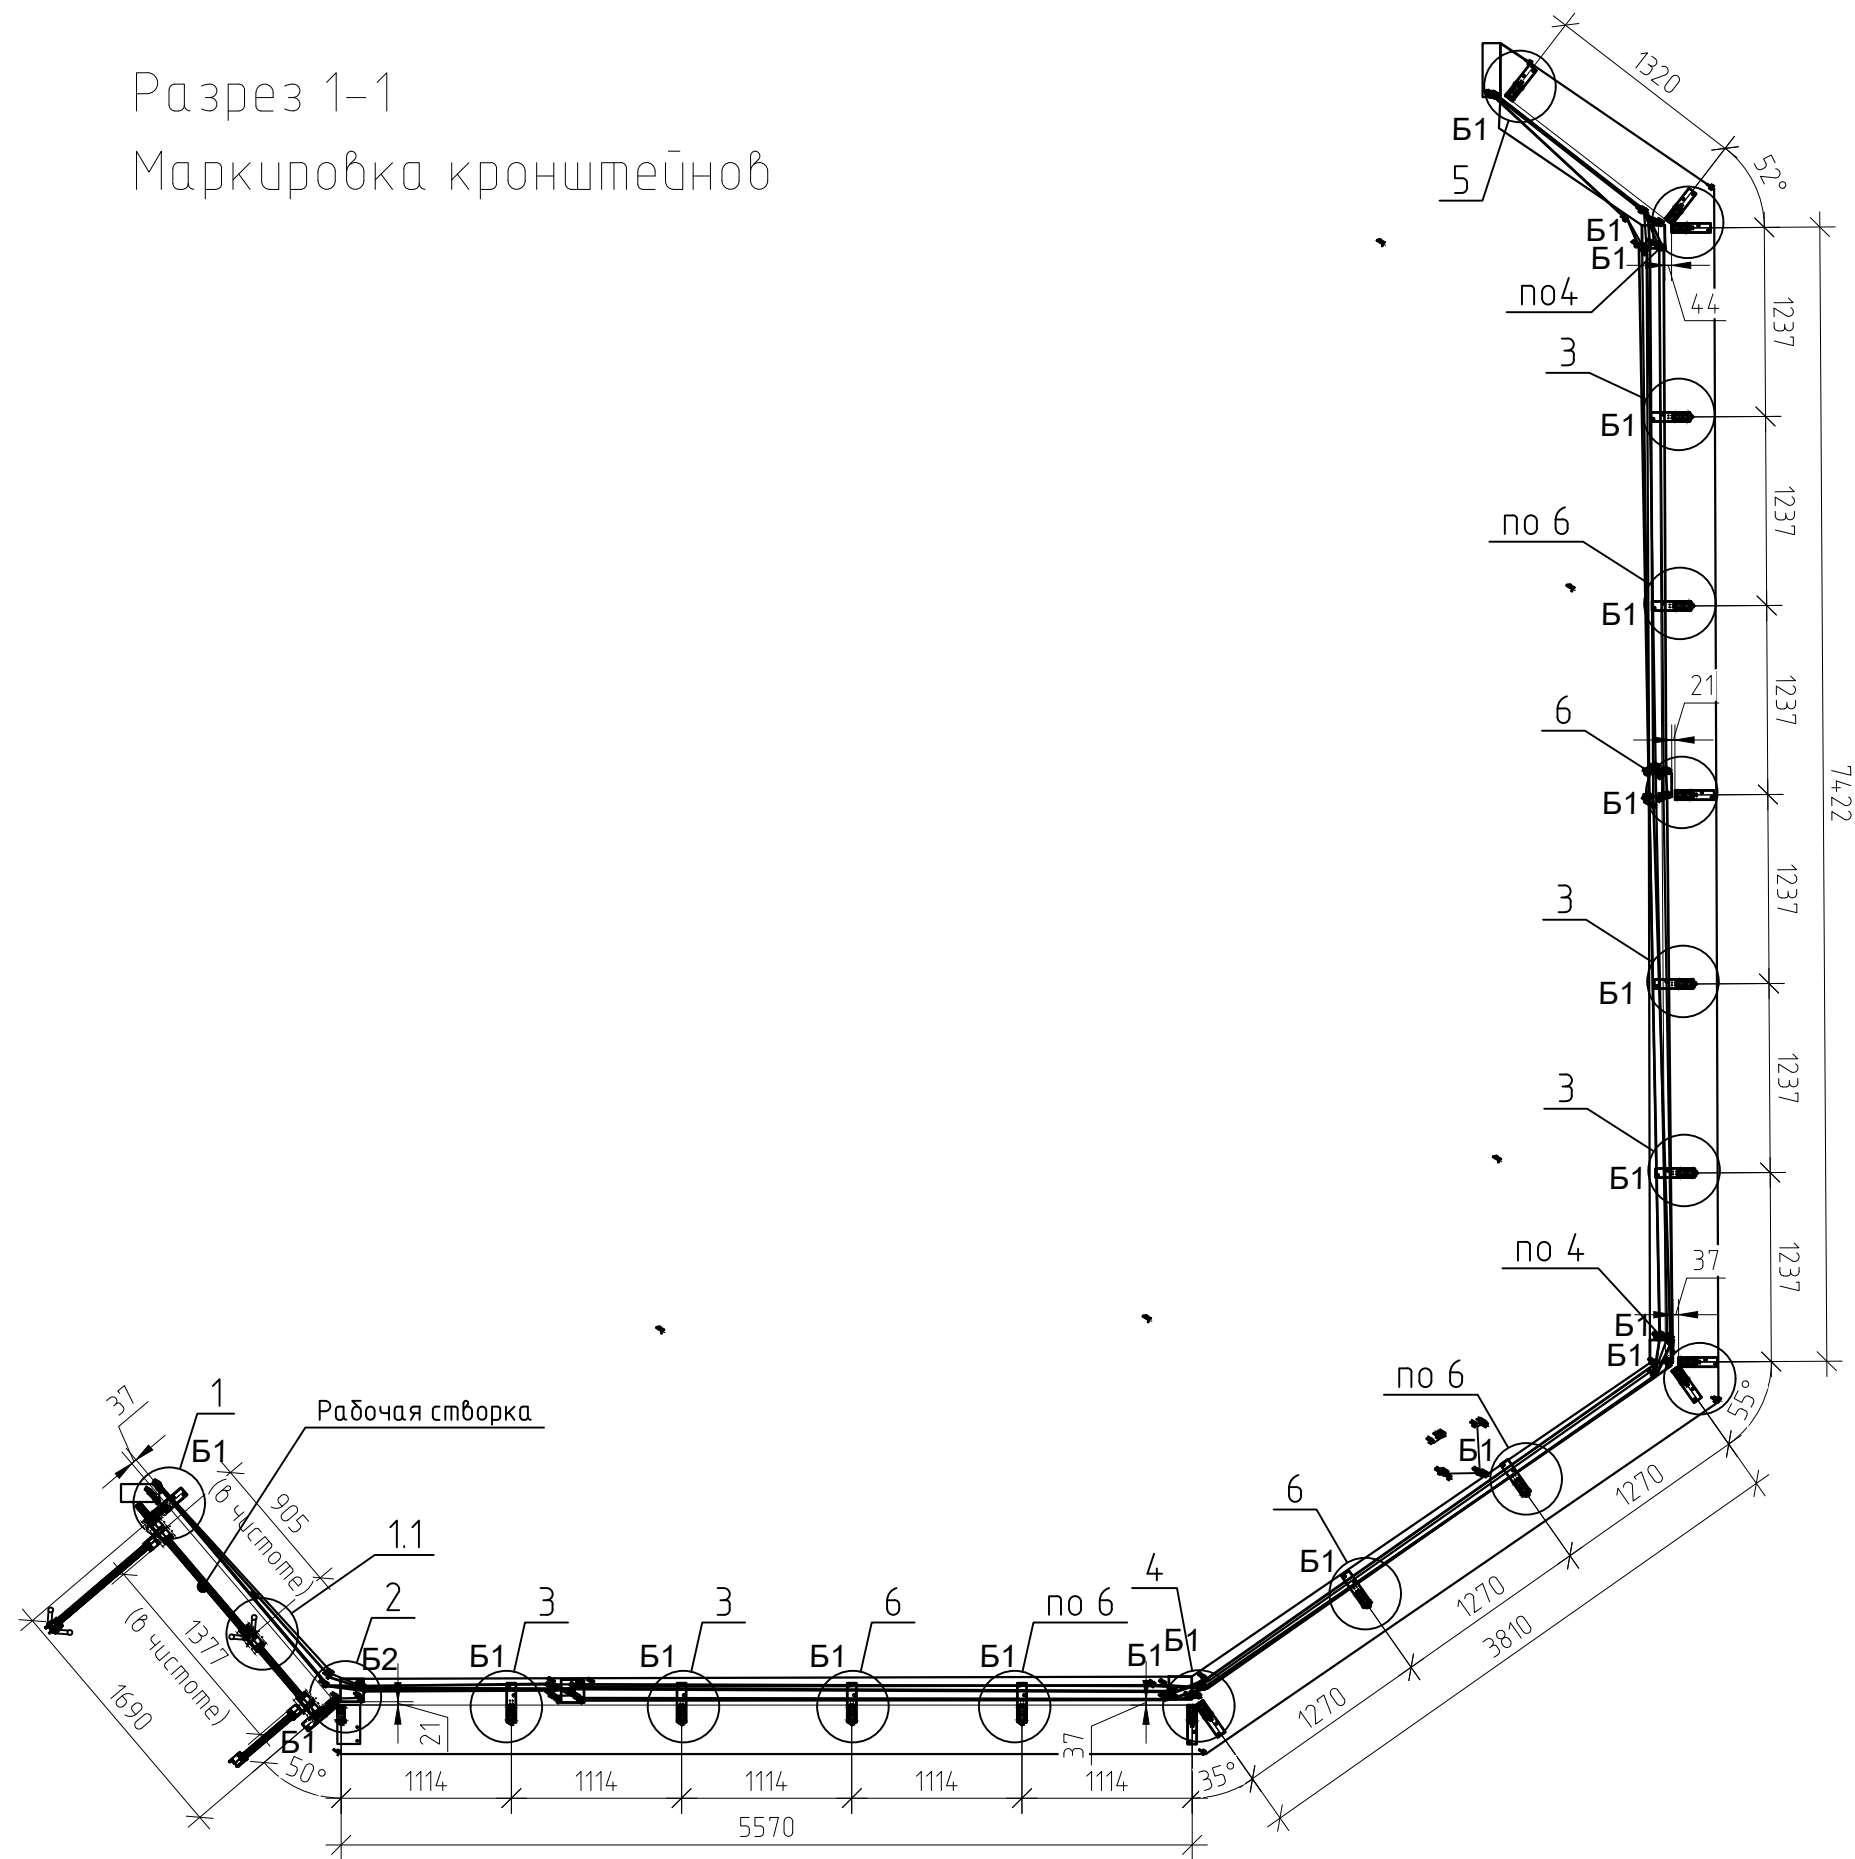 Разрез 1-1
Маркировка кронштейнов
1320
52°
Б1
5
Б1
Б1
по4
44
1237
3
Б1
1237
по 6
Б1
1237
21
6
Б1
7422
1237
3
Б1
1237
3
Б1
1237
по 4
37
Б1
Б1
55°
по 6
Б1
1270
6
Б1
1270
3810
1270
35°
37
1
Б1
Рабочая створка
905
(в чистоте)
1.1
1377
(в чистоте)
1690
50°
Б1
2
Б2
21
3
Б1
3
Б1
6
Б1
по 6
Б1
4
Б1
Б1
37
1114
1114
1114
1114
1114
5570